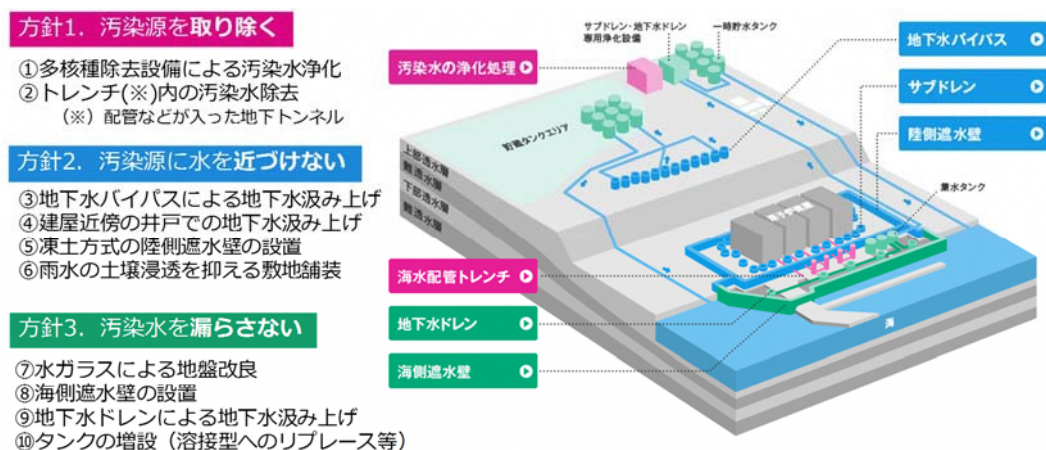 方針1．汚染源を取り除く
①多核種除去設備による汚染水浄化
②トレンチ(※)内の汚染水除去
（※）配管などが入った地下トンネル
方針2．汚染源に水を近づけない
③地下水バイパスによる地下水汲み上げ
④建屋近傍の井戸での地下水汲み上げ
⑤凍土方式の陸側遮水壁の設置
⑥雨水の土壌浸透を抑える敷地舗装
方針3．汚染水を漏らさない
⑦水ガラスによる地盤改良
⑧海側遮水壁の設置
⑨地下水ドレンによる地下水汲み上げ
⑩タンクの増設（溶接型へのリプレース等）
サブドレン・地下水ドレン
専用浄化設備
一時貯水タンク
汚染水の浄化処理
地下水バイパス
サブドレン
陸側遮水壁
貯蔵タンクエリア
上部透水層
難透水層
下部透水層
難透水層
集水タンク
海水配管トレンチ
地下水ドレン
海側遮水壁
海